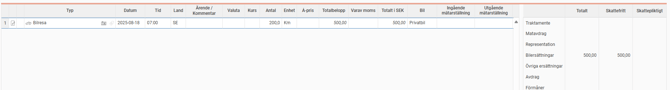 Typ Datum Tid Land Ärende / Kommentar Valuta Kurs Antal Enhet Á-pris Totalbelopp Varav moms Totalt i SEK Bil Ingående mätarställning Utgående mätarställning
1 Bilresa 2025-08-18 07:00 SE 200,0 km 500,00 500,00 Privatbil
Totalt Skattefritt Skattepliktigt
Traktamente
Matavdrag
Representation
Bilersättningar 500,00 500,00
Övriga ersättningar
Avdrag
Förmåner